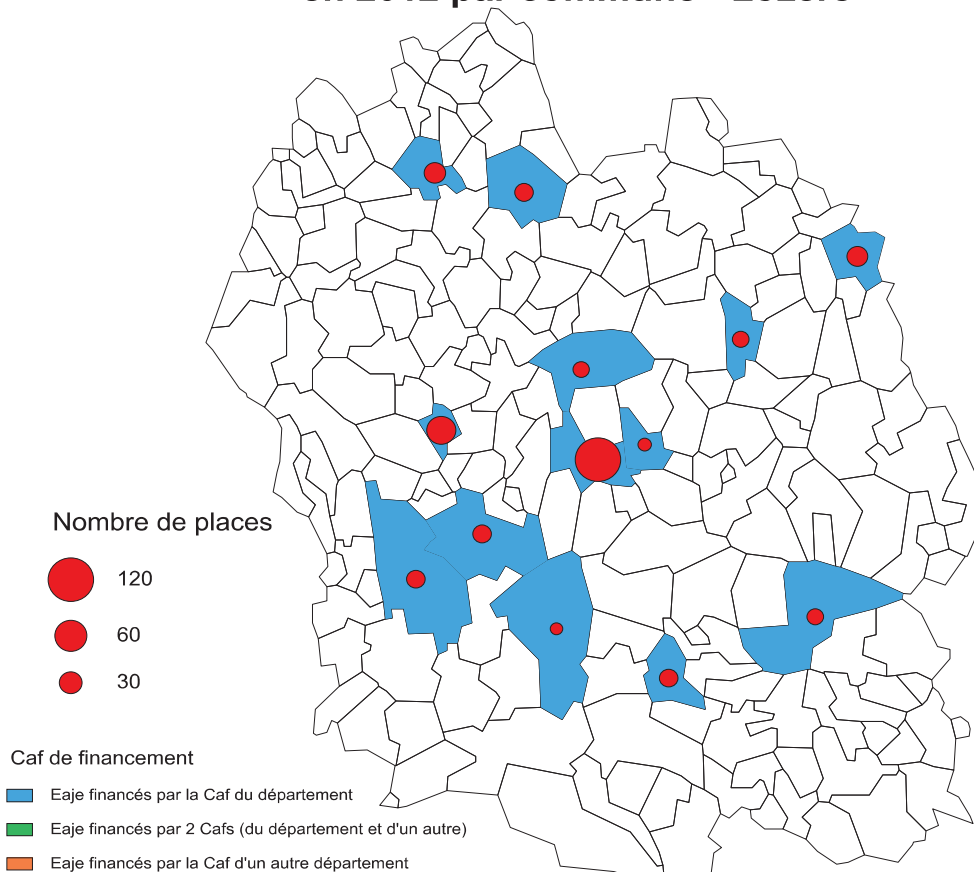 Nombre de places
120
60
30
Caf de financement
Eaje financés par la Caf du département
Eaje financés par 2 Cafs (du département et d'un autre)
Eaje financés par la Caf d'un autre département